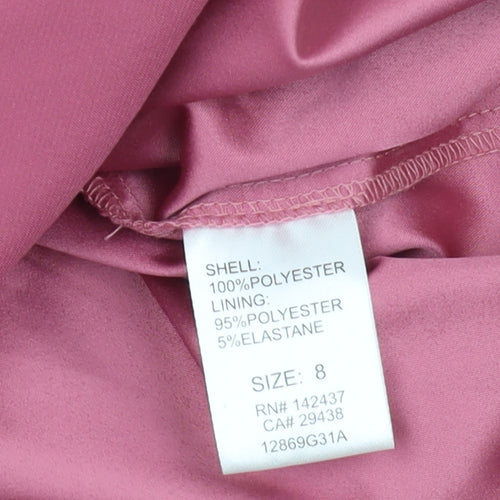 SHELL:
100%POLYESTER
LINING:
95%POLYESTER
5%ELASTANE
SIZE: 8
RN# 142437
CA# 29438
12869G31A